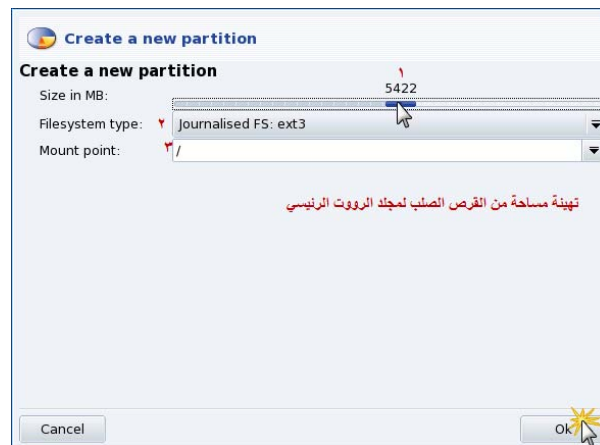 Create a new partition
Create a new partition
١
5422
Size in MB:
Filesystem type: ٢ Journalised FS: ext3
Mount point: ٣ /
تهيئة مساحة من القرص الصلب لمجلد الرووت الرئيسي
Cancel Ok